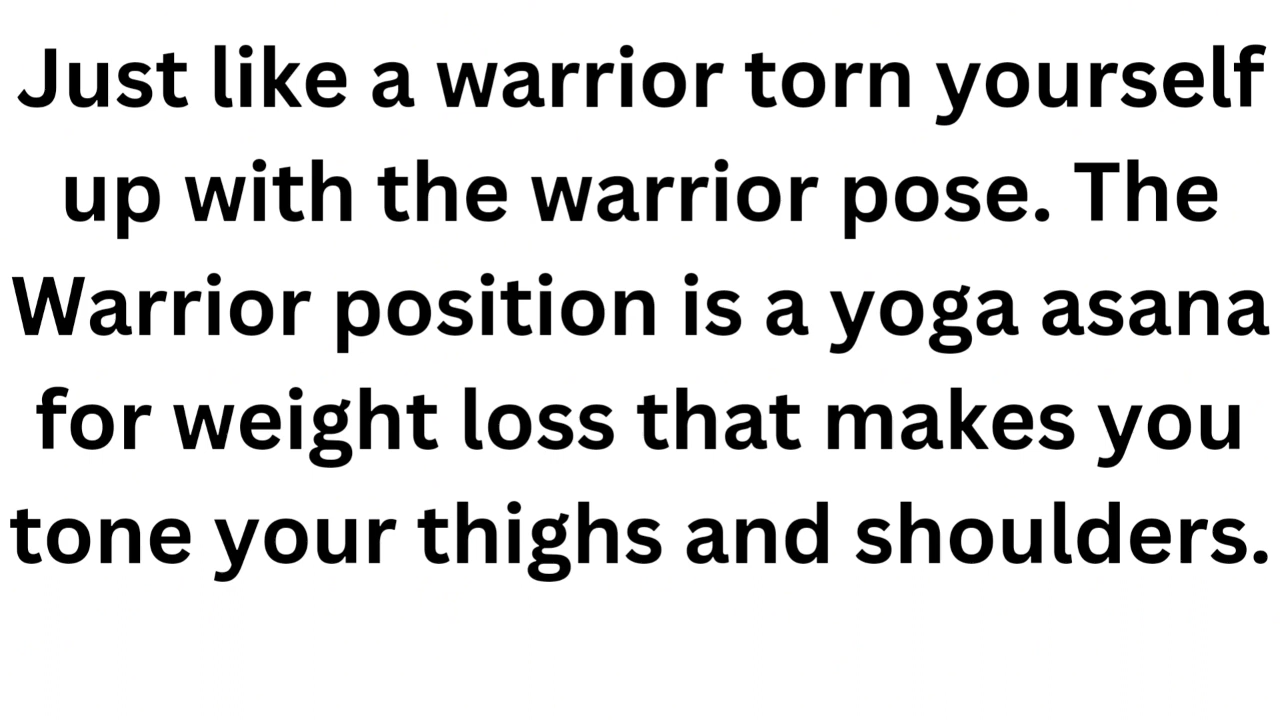 Just like a warrior torn yourself
up with the warrior pose. The
Warrior position is a yoga asana
for weight loss that makes you
tone your thighs and shoulders.